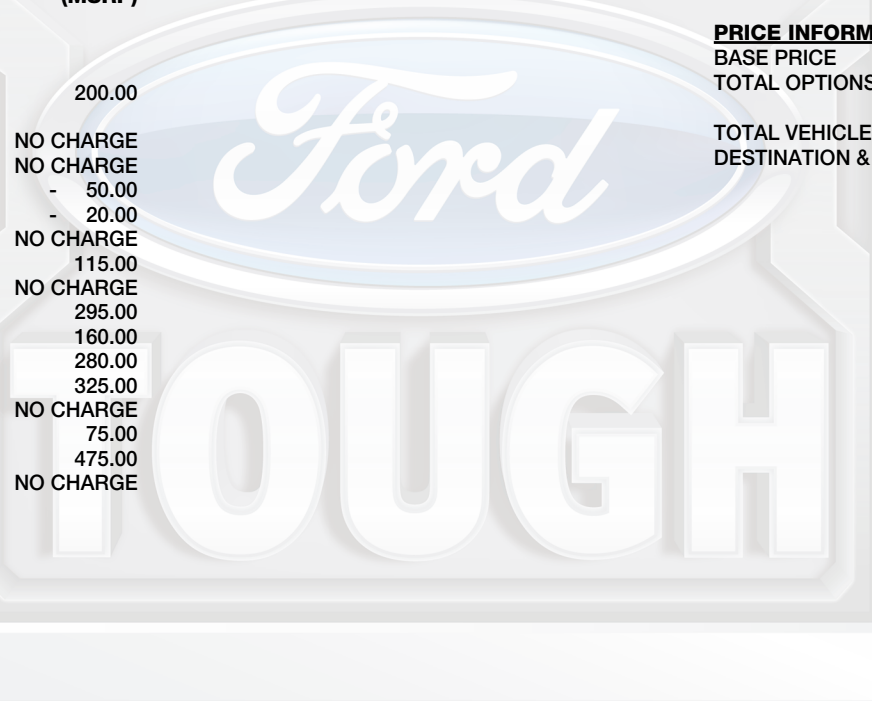 (MSRP)
200.00
NO CHARGE
NO CHARGE
- 50.00
- 20.00
NO CHARGE
115.00
NO CHARGE
295.00
160.00
280.00
325.00
NO CHARGE
75.00
475.00
NO CHARGE
PRICE INFORM
BASE PRICE
TOTAL OPTIONS
TOTAL VEHICLE
DESTINATION &
Ford
TOUGH